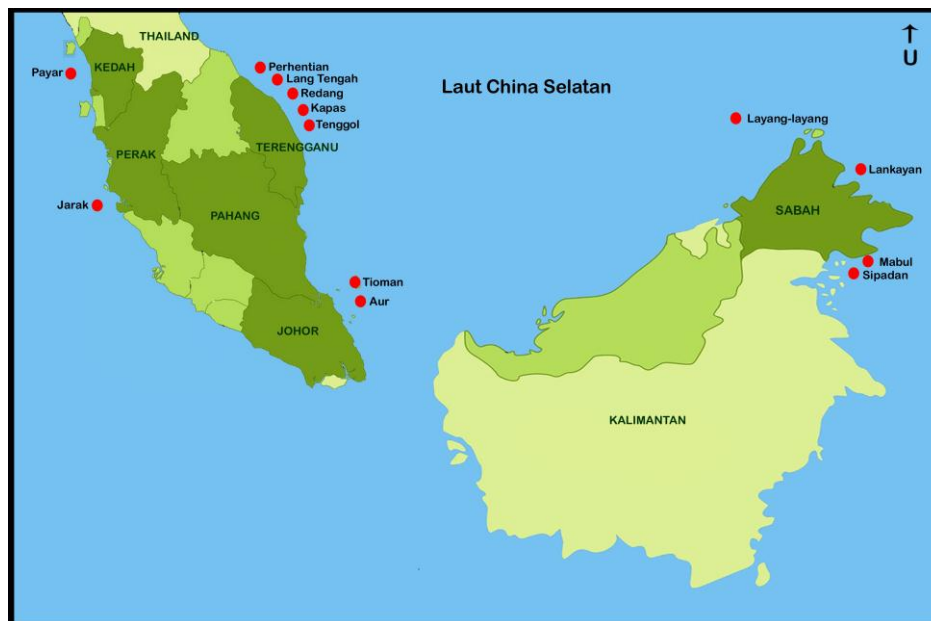 THAILAND
U
Payar
KEDAH
Perhentian
Lang Tengah
Redang
Kapas
Tenggol
Laut China Selatan
Layang-layang
PERAK
TERENGGANU
Lankayan
Jarak
PAHANG
SABAH
Mabul
Sipadan
Tioman
Aur
JOHOR
KALIMANTAN